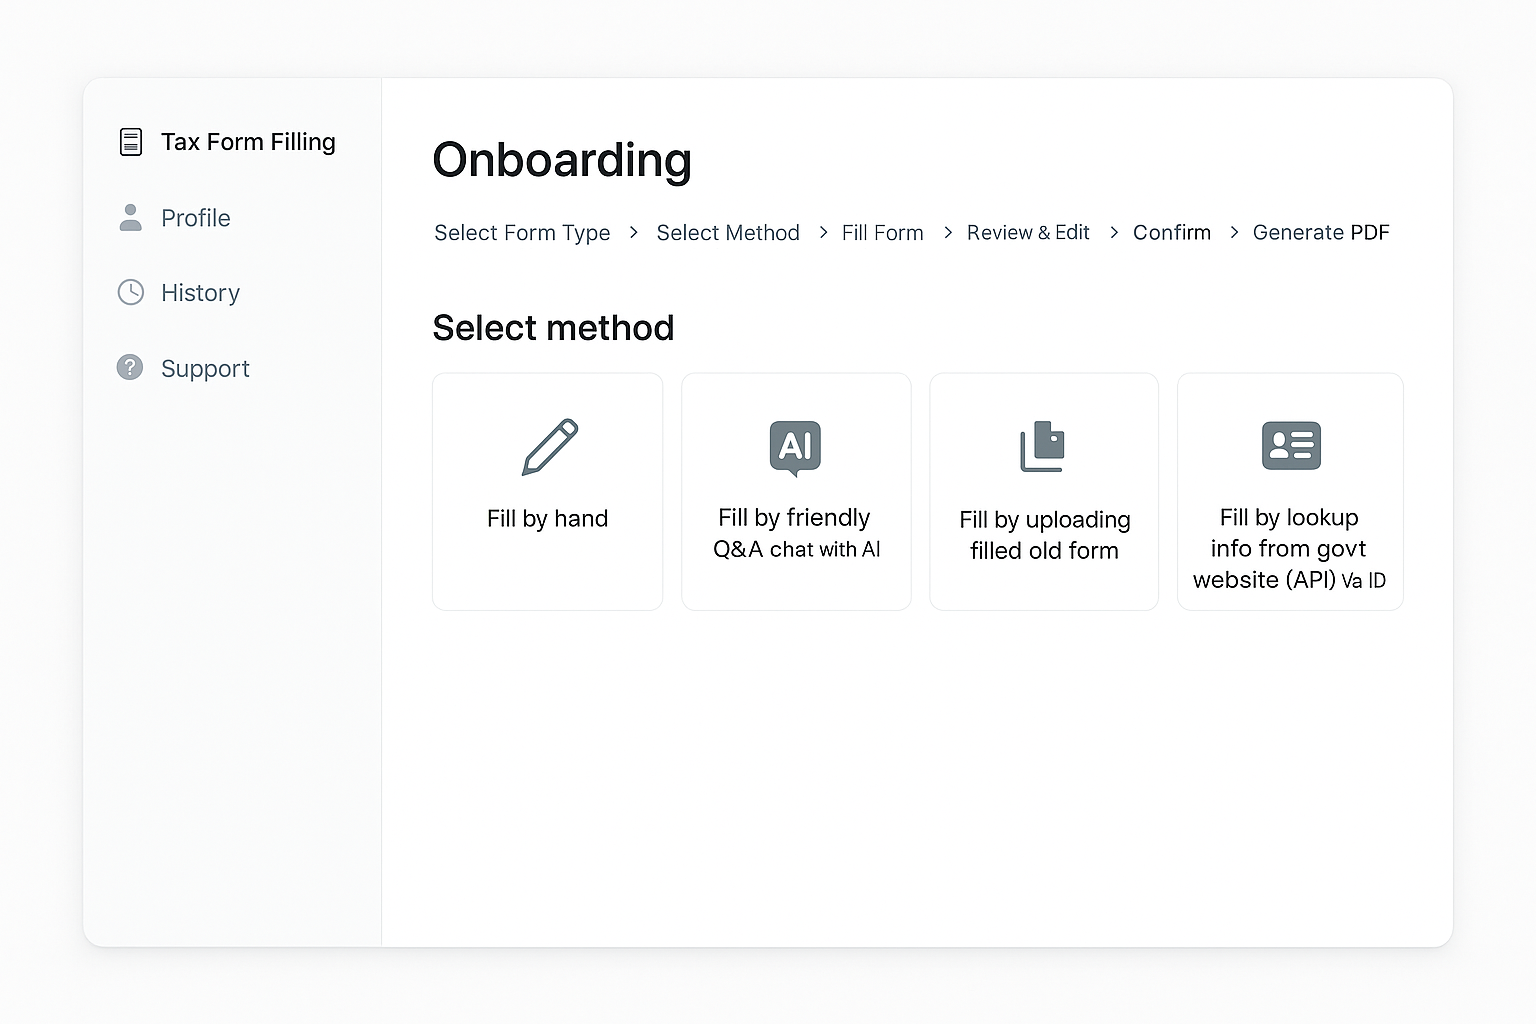 Tax Form Filling
Profile
History
Support
Onboarding
Select Form Type > Select Method > Fill Form > Review & Edit > Confirm > Generate PDF
Select method
Fill by hand
AI
Fill by friendly
Q&A chat with AI
Fill by uploading
filled old form
Fill by lookup
info from govt
website (API) Va ID